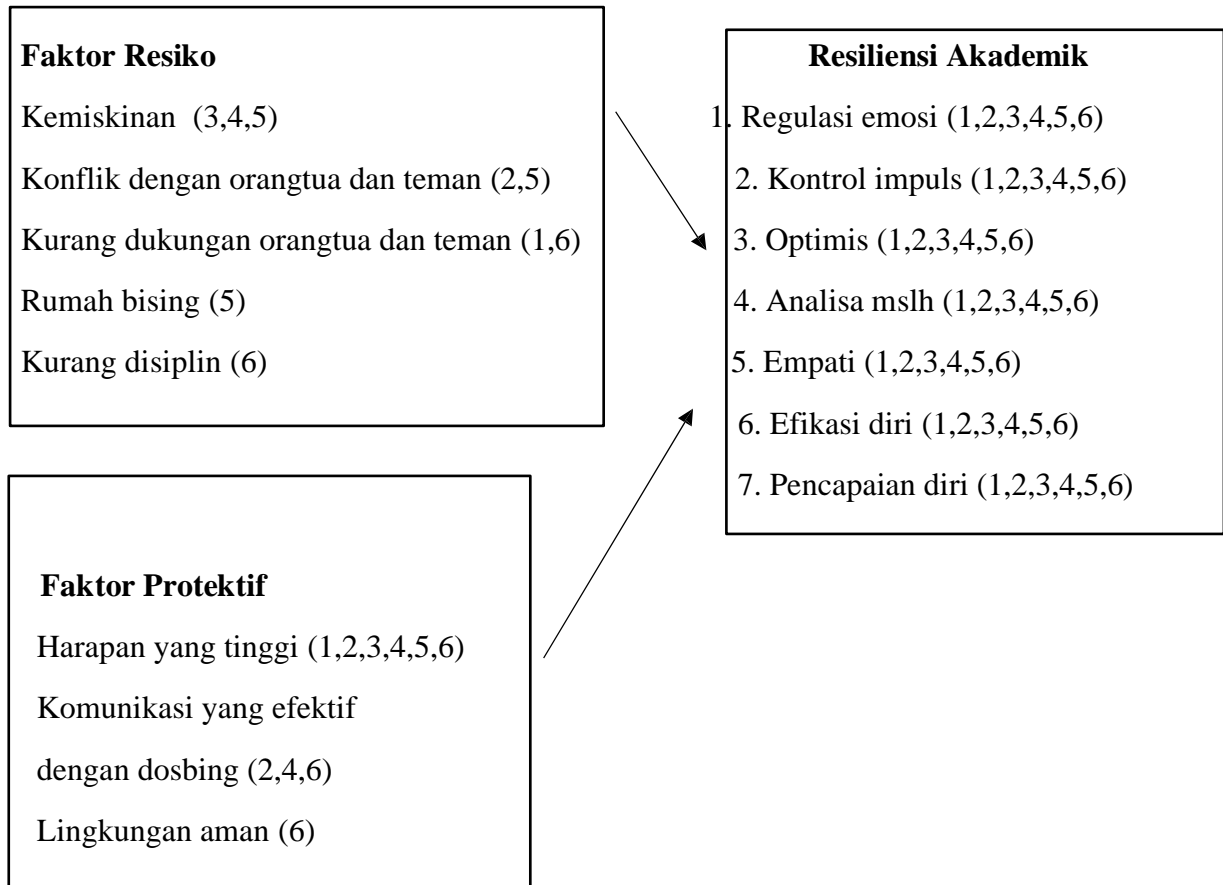 Faktor Resiko
Kemiskinan (3,4,5)
Konflik dengan orangtua dan teman (2,5)
Kurang dukungan orangtua dan teman (1,6)
Rumah bising (5)
Kurang disiplin (6)
Resiliensi Akademik
1. Regulasi emosi (1,2,3,4,5,6)
2. Kontrol impuls (1,2,3,4,5,6)
3. Optimis (1,2,3,4,5,6)
4. Analisa mslh (1,2,3,4,5,6)
5. Empati (1,2,3,4,5,6)
6. Efikasi diri (1,2,3,4,5,6)
7. Pencapaian diri (1,2,3,4,5,6)
Faktor Protektif
Harapan yang tinggi (1,2,3,4,5,6)
Komunikasi yang efektif
dengan dosbing (2,4,6)
Lingkungan aman (6)